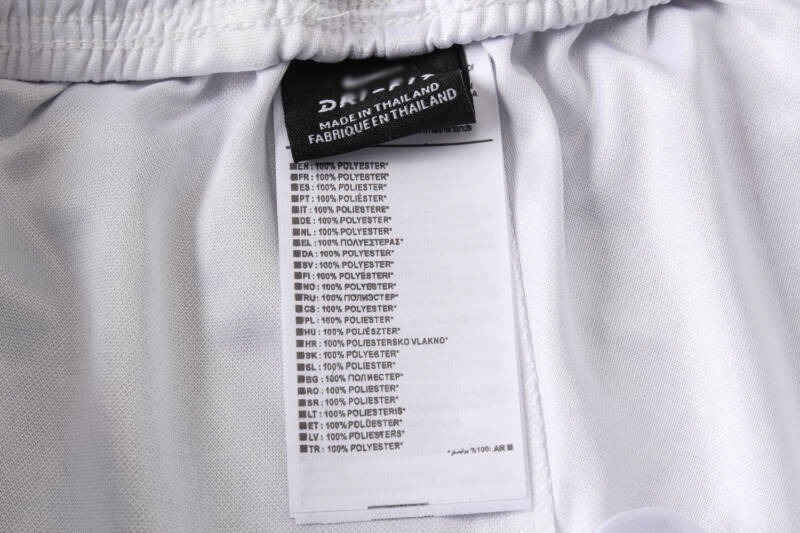 DRI-FIT
MADE IN THAILAND
FABRIQUE EN THAILAND
EN : 100% POLYESTER*
FR : 100% POLYESTER*
ES : 100% POLIESTER*
PT : 100% POLIÉSTER*
IT : 100% POLIESTERE*
DE : 100% POLYESTER*
NL : 100% POLYESTER*
EL : 100% ΠΟΛΥΕΣΤΕΡΑΣ*
DA : 100% POLYESTER*
SV : 100% POLYESTER*
FI : 100% POLYESTERI*
NO : 100% POLYESTER*
RU : 100% ПОЛИЭСТЕР*
CS : 100% POLYESTER*
PL : 100% POLIESTER*
HU : 100% POLIÉSZTER*
HR : 100% POLIESTERSKO VLAKNO*
SK : 100% POLYESTER*
SL : 100% POLIESTER*
BG : 100% ПОЛИЕСТЕР*
RO : 100% POLIESTER*
SR : 100% POLIESTER*
LT : 100% POLIESTERIS*
ET : 100% POLÜESTER*
LV : 100% POLIESTERS*
TR : 100% POLYESTER*
AR :100% بوليستر*